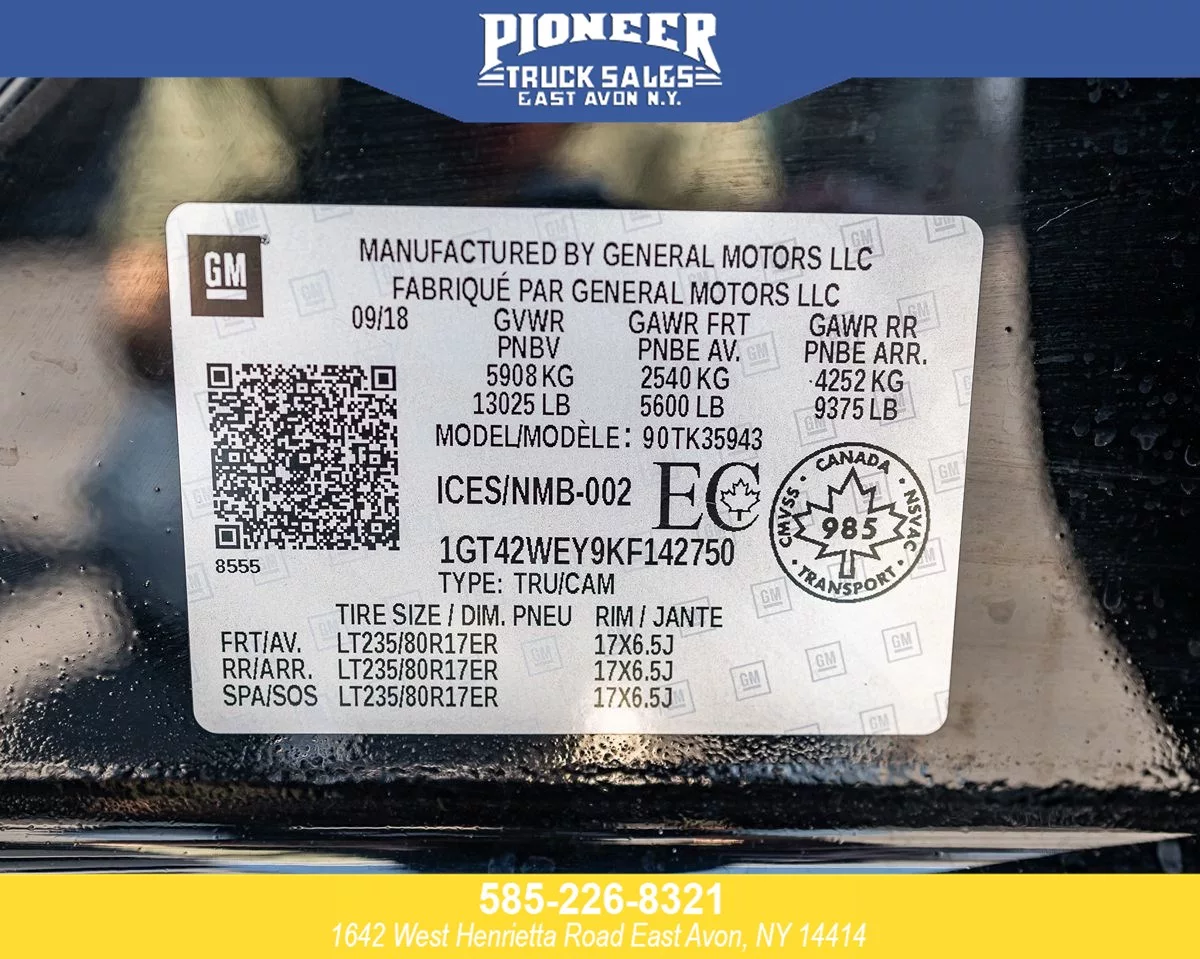 PIONEER
TRUCK SALES
EAST AVON N.Y.
GM
MANUFACTURED BY GENERAL MOTORS LLC
FABRIQUÉ PAR GENERAL MOTORS LLC
09/18 GVWR GAWR FRT GAWR RR
PNBV PNBE AV. PNBE ARR.
5908 KG 2540 KG 4252 KG
13025 LB 5600 LB 9375 LB
MODEL/MODÈLE: 90TK35943
ICES/NMB-002 EC
CANADA
CMVSS 985 NSVAC
TRANSPORT
1GT42WEY9KF142750
8555
TYPE: TRU/CAM
TIRE SIZE / DIM. PNEU RIM / JANTE
FRT/AV. LT235/80R17ER 17X6.5J
RR/ARR. LT235/80R17ER 17X6.5J
SPA/SOS LT235/80R17ER 17X6.5J
585-226-8321
1642 West Henrietta Road East Avon, NY 14414